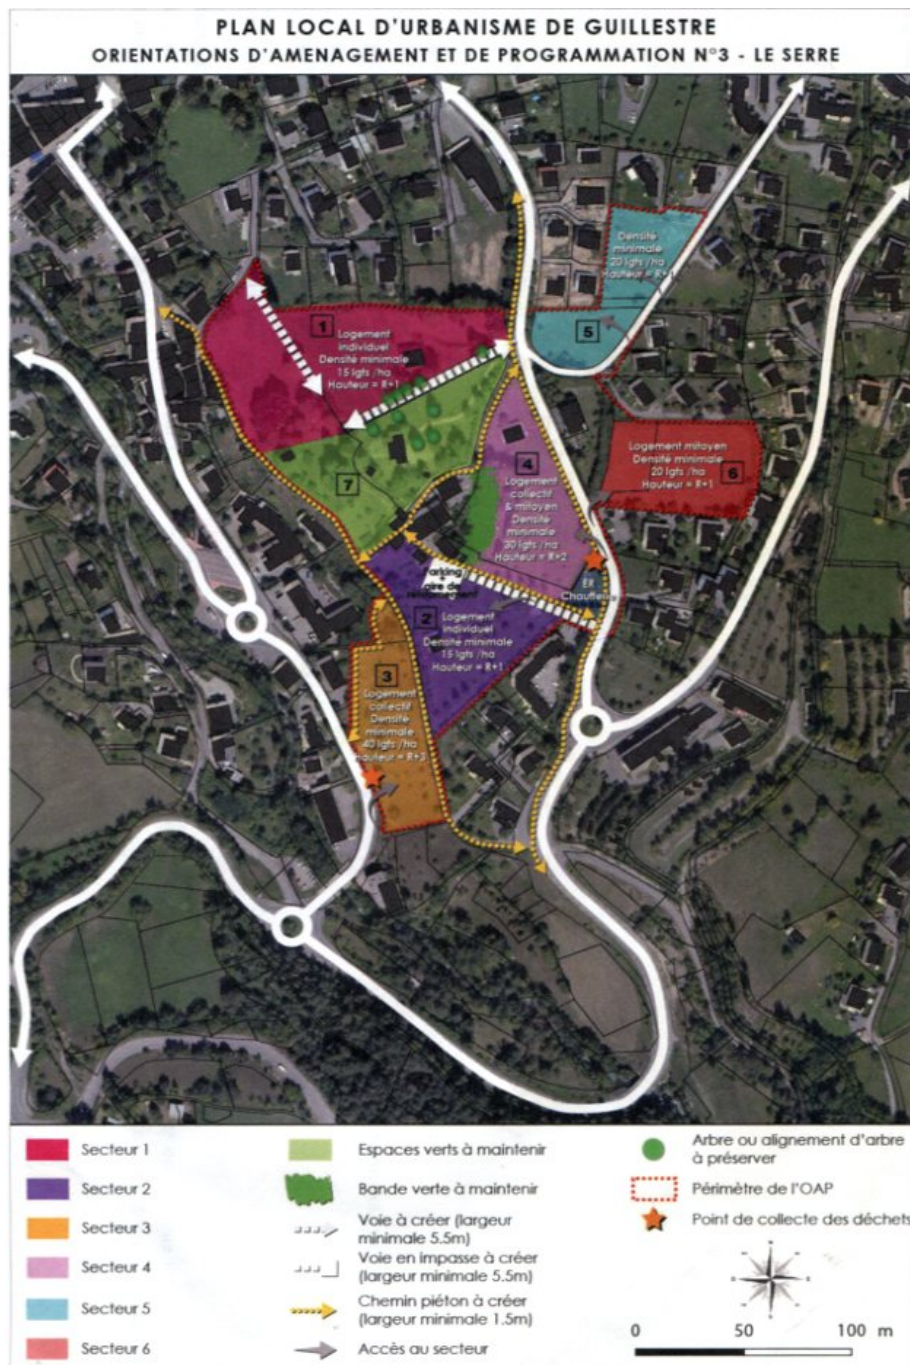 PLAN LOCAL D'URBANISME DE GUILLESTRE
ORIENTATIONS D'AMENAGEMENT ET DE PROGRAMMATION N°3 - LE SERRE
Densité
minimale
20 lgts /ha
Hauteur = R+1
5
1
Logement
individuel
Densité minimale
15 lgts /ha
Hauteur = R+1
Logement mitoyen
Densité minimale
20 lgts /ha
Hauteur = R+1
6
4
Logement
collectif
& mitoyen
Densité
minimale
30 lgts /ha
Hauteur = R+2
7
ER
2
Logement
individuel
Densité minimale
15 lgts /ha
Hauteur = R+1
3
Logement
collectif
Densité
minimale
40 lgts /ha
Hauteur = R+3
Secteur 1
Secteur 2
Secteur 3
Secteur 4
Secteur 5
Secteur 6
Espaces verts à maintenir
Bande verte à maintenir
Voie à créer (largeur
minimale 5.5m)
Voie en impasse à créer
(largeur minimale 5.5m)
Chemin piéton à créer
(largeur minimale 1.5m)
Accès au secteur
Arbre ou alignement d'arbre
à préserver
Périmètre de l'OAP
Point de collecte des déchets
0 50 100 m